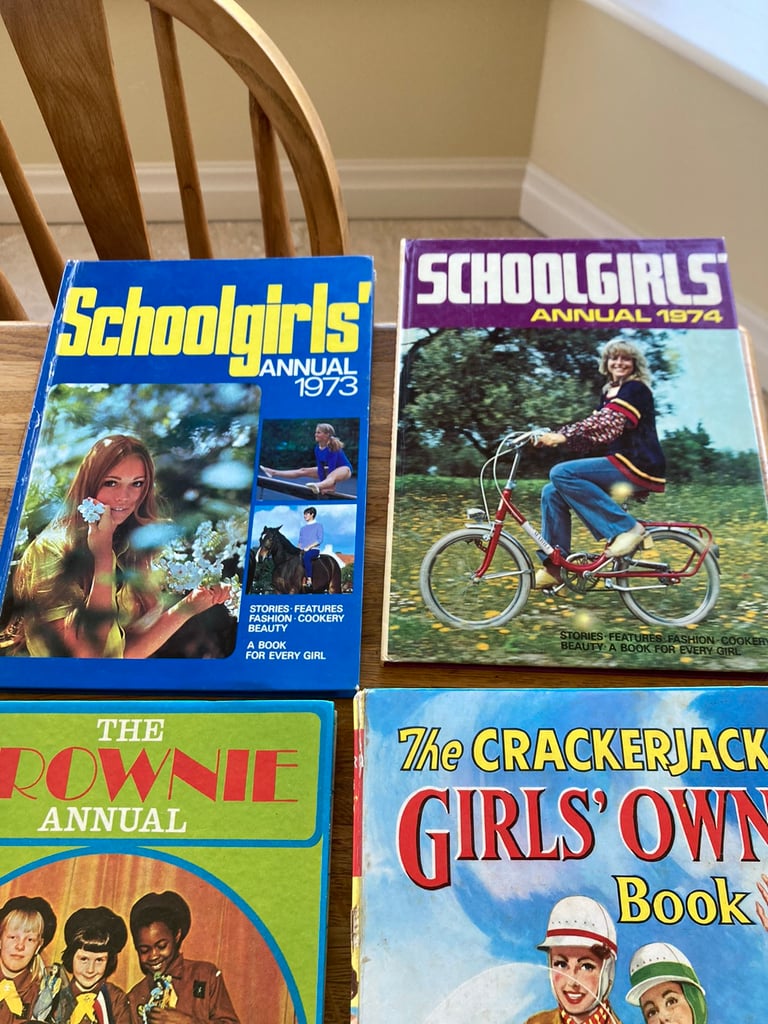 Schoolgirls'
ANNUAL
1973
STORIES·FEATURES
FASHION·COOKERY
BEAUTY
A BOOK
FOR EVERY GIRL
SCHOOLGIRLS'
ANNUAL 1974
STORIES·FEATURES·FASHION·COOKERY
BEAUTY·A BOOK FOR EVERY GIRL
THE
ROWNIE
ANNUAL
The CRACKERJACK
GIRLS' OWN
Book